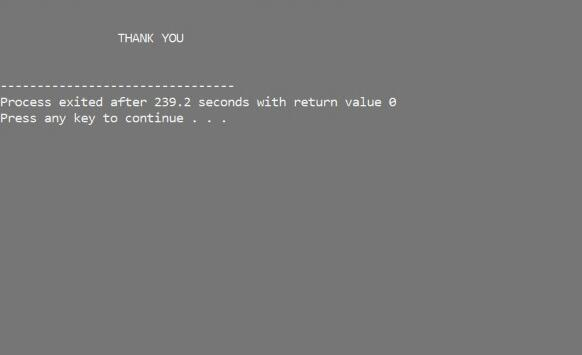 THANK YOU
--------------------------------
Process exited after 239.2 seconds with return value 0
Press any key to continue . . .